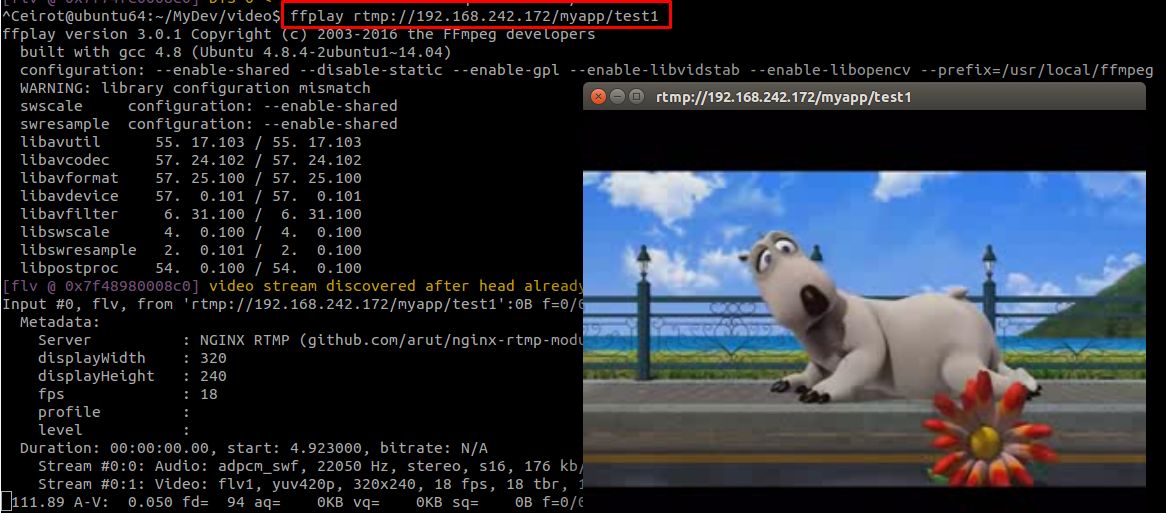 ^Ceirot@ubuntu64:~/MyDev/video$ ffplay rtmp://192.168.242.172/myapp/test1
ffplay version 3.0.1 Copyright (c) 2003-2016 the FFmpeg developers
built with gcc 4.8 (Ubuntu 4.8.4-2ubuntu1~14.04)
configuration: --enable-shared --disable-static --enable-gpl --enable-libvidstab --enable-libopencv --prefix=/usr/local/ffmpeg
WARNING: library configuration mismatch
swscale configuration: --enable-shared
swresample configuration: --enable-shared
libavutil 55. 17.103 / 55. 17.103
libavcodec 57. 24.102 / 57. 24.102
libavformat 57. 25.100 / 57. 25.100
libavdevice 57. 0.101 / 57. 0.101
libavfilter 6. 31.100 / 6. 31.100
libswscale 4. 0.100 / 4. 0.100
libswresample 2. 0.101 / 2. 0.100
libpostproc 54. 0.100 / 54. 0.100
[flv @ 0x7f48980008c0] video stream discovered after head already
Input #0, flv, from 'rtmp://192.168.242.172/myapp/test1':0B f=0/0
Metadata:
Server : NGINX RTMP (github.com/arut/nginx-rtmp-modu
displayWidth : 320
displayHeight : 240
fps : 18
profile :
level :
Duration: 00:00:00.00, start: 4.923000, bitrate: N/A
Stream #0:0: Audio: adpcm_swf, 22050 Hz, stereo, s16, 176 kb/
Stream #0:1: Video: flv1, yuv420p, 320x240, 18 fps, 18 tbr, 1
111.89 A-V: 0.050 fd= 94 aq= 0KB vq= 0KB sq= 0B f=0/0
rtmp://192.168.242.172/myapp/test1